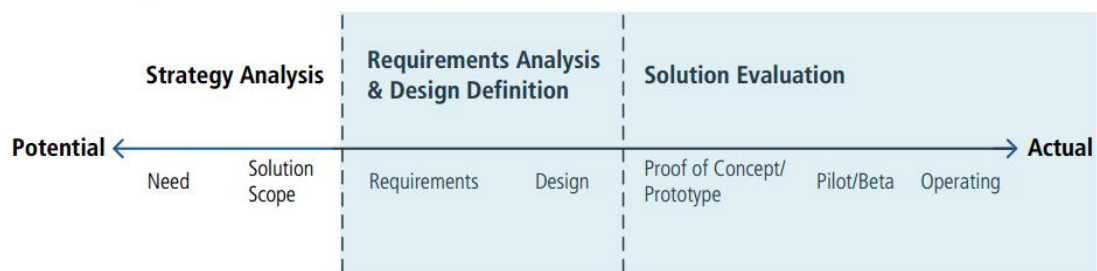 Strategy Analysis
Requirements Analysis
& Design Definition
Solution Evaluation
Potential
Actual
Need
Solution
Scope
Requirements
Design
Proof of Concept/
Prototype
Pilot/Beta
Operating